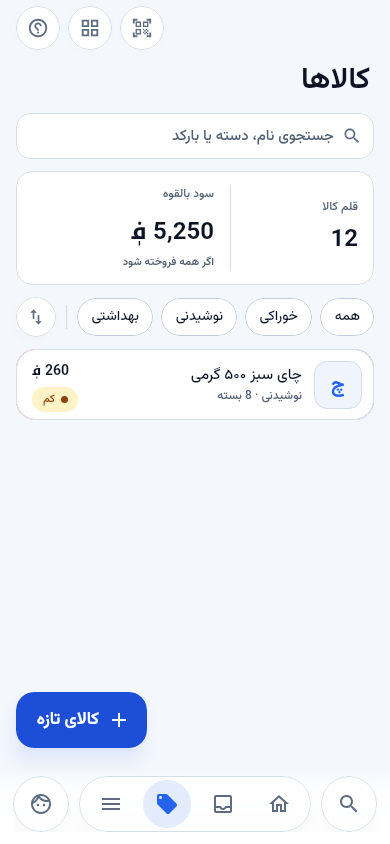 کالاها
جستجوی نام، دسته یا بارکد
قلم کالا
12
سود بالقوه
5,250 ؋
اگر همه فروخته شود
همه
خوراکی
نوشیدنی
بهداشتی
چ
چای سبز ۵۰۰ گرمی
نوشیدنی · 8 بسته
260 ؋
کم
کالای تازه